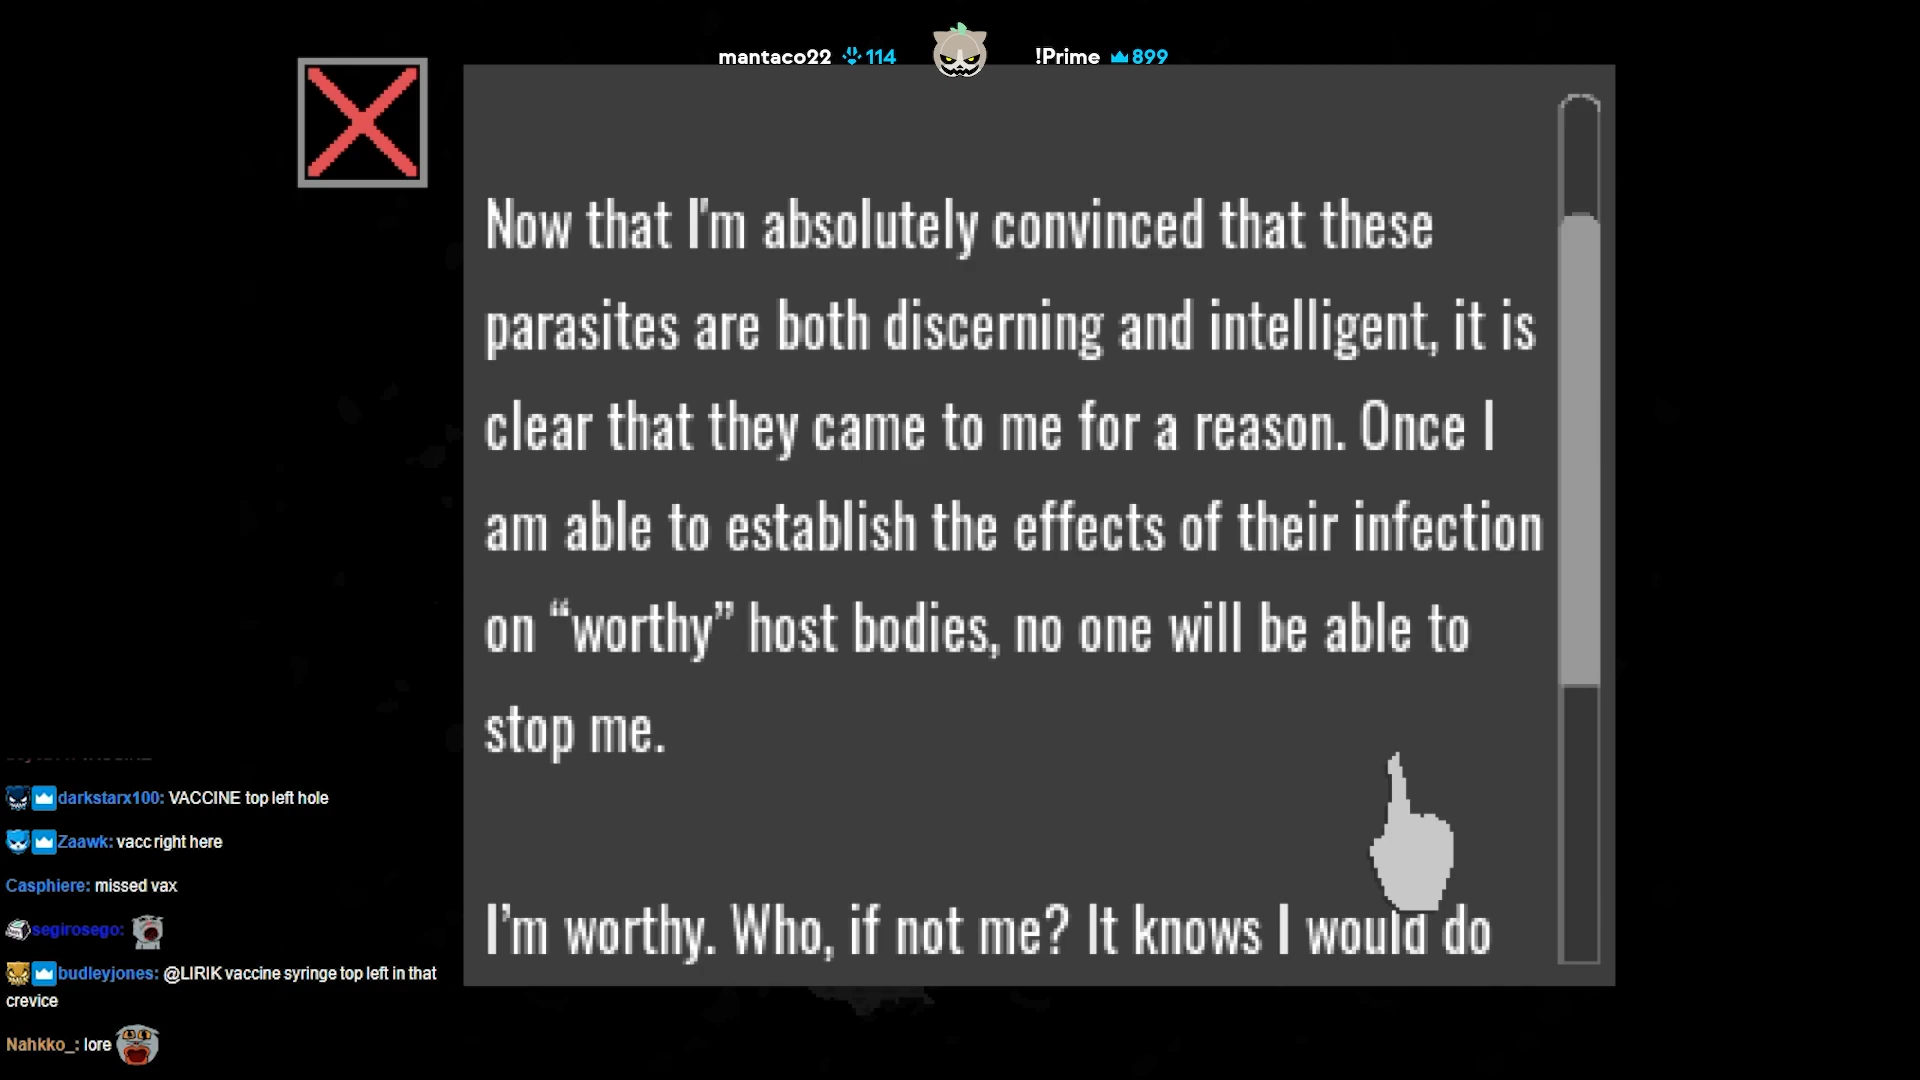 mantaco22 114 !Prime 899
Now that I'm absolutely convinced that these
parasites are both discerning and intelligent, it is
clear that they came to me for a reason. Once I
am able to establish the effects of their infection
on “worthy” host bodies, no one will be able to
stop me.
I’m worthy. Who, if not me? It knows I would do
darkstarx100: VACCINE top left hole
Zaawk: vacc right here
Casphiere: missed vax
segirosego:
budleyjones: @LIRIK vaccine syringe top left in that
crevice
Nahkko_: lore